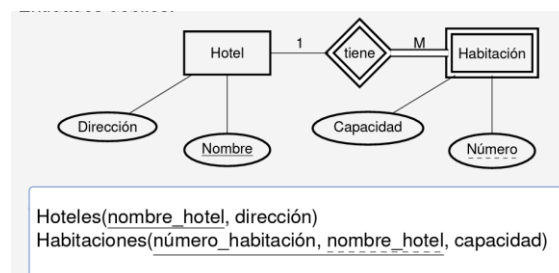 Hotel
1
tiene
M
Habitación
Dirección
Nombre
Capacidad
Número
Hoteles(nombre_hotel, dirección)
Habitaciones(número_habitación, nombre_hotel, capacidad)